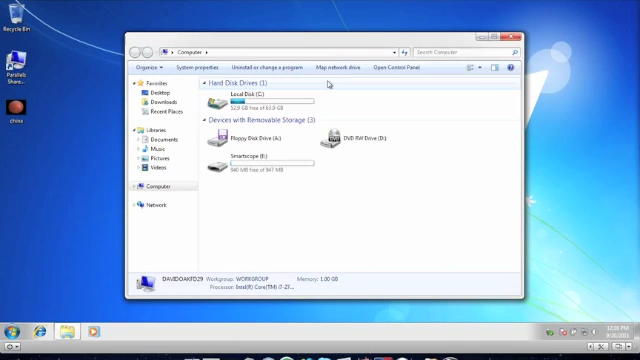 Recycle Bin
Parallels
Share...
china
Computer
Search Computer
Organize
System properties
Uninstall or change a program
Map network drive
Open Control Panel
Favorites
Desktop
Downloads
Recent Places
Libraries
Documents
Music
Pictures
Videos
Computer
Network
Hard Disk Drives (1)
Local Disk (C:)
52.9 GB free of 63.9 GB
Devices with Removable Storage (3)
Floppy Disk Drive (A:)
DVD RW Drive (D:)
Smartscope (E:)
940 MB free of 947 MB
Workgroup: WORKGROUP
Memory: 1.00 GB
Processor: Intel(R) Core(TM) i7-27...